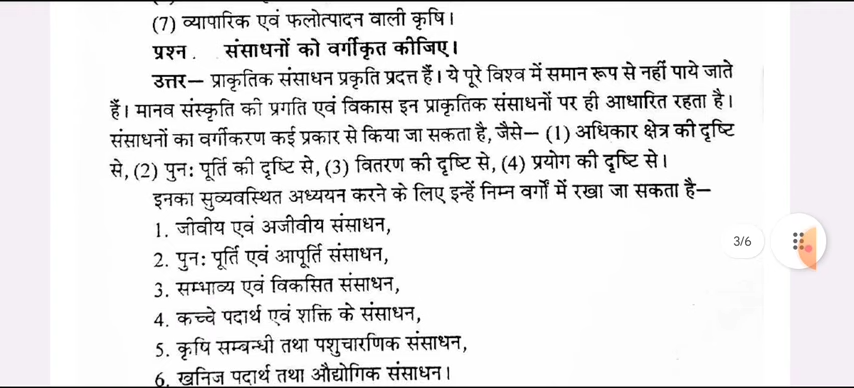 (7) व्यापारिक एवं फलोत्पादन वाली कृषि।
प्रश्न . संसाधनों को वर्गीकृत कीजिए।
उत्तर— प्राकृतिक संसाधन प्रकृति प्रदत्त हैं। ये पूरे विश्व में समान रूप से नहीं पाये जाते
हैं। मानव संस्कृति की प्रगति एवं विकास इन प्राकृतिक संसाधनों पर ही आधारित रहता है।
संसाधनों का वर्गीकरण कई प्रकार से किया जा सकता है, जैसे— (1) अधिकार क्षेत्र की दृष्टि
से, (2) पुन: पूर्ति की दृष्टि से, (3) वितरण की दृष्टि से, (4) प्रयोग की दृष्टि से।
इनका सुव्यवस्थित अध्ययन करने के लिए इन्हें निम्न वर्गों में रखा जा सकता है—
1. जीवीय एवं अजीवीय संसाधन,
2. पुन: पूर्ति एवं आपूर्ति संसाधन,
3/6
3. सम्भाव्य एवं विकसित संसाधन,
4. कच्चे पदार्थ एवं शक्ति के संसाधन,
5. कृषि सम्बन्धी तथा पशुचारणिक संसाधन,
6. खनिज पदार्थ तथा औद्योगिक संसाधन।